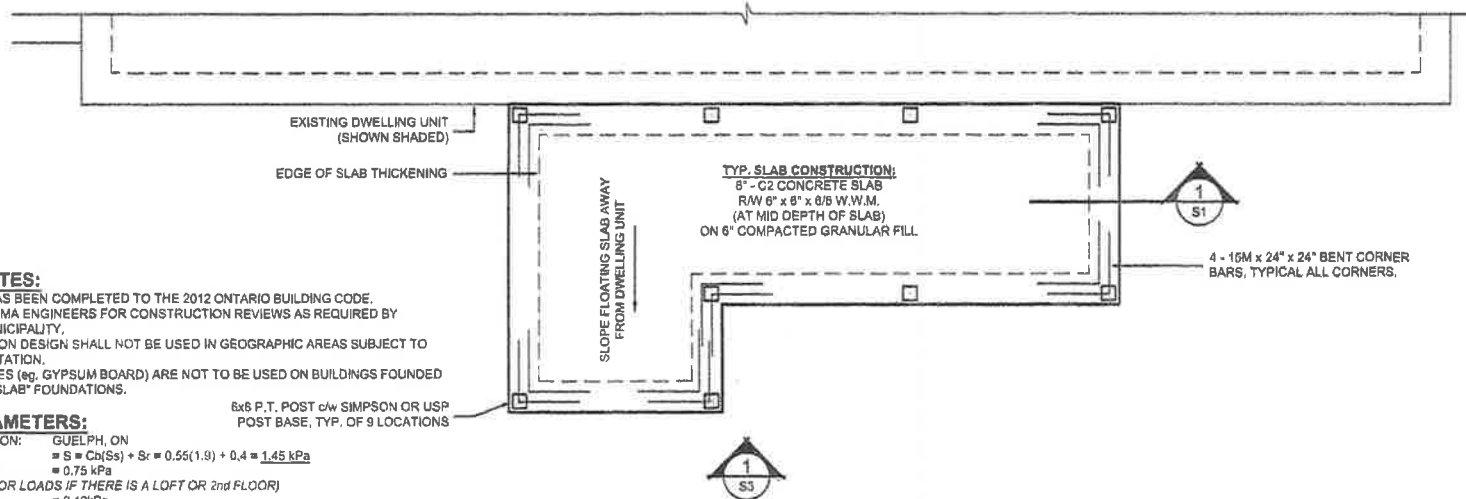 EXISTING DWELLING UNIT
(SHOWN SHADED)
EDGE OF SLAB THICKENING
TYP. SLAB CONSTRUCTION:
6" - C2 CONCRETE SLAB
R/W 6" x 6" x 6/6 W.W.M.
(AT MID DEPTH OF SLAB)
ON 6" COMPACTED GRANULAR FILL
SLOPE FLOATING SLAB AWAY
FROM DWELLING UNIT
1
S1
4 - 15M x 24" x 24" BENT CORNER
BARS, TYPICAL ALL CORNERS.
TES:
AS BEEN COMPLETED TO THE 2012 ONTARIO BUILDING CODE.
MA ENGINEERS FOR CONSTRUCTION REVIEWS AS REQUIRED BY
NICIPALITY.
ON DESIGN SHALL NOT BE USED IN GEOGRAPHIC AREAS SUBJECT TO
TATION.
ES (eg. GYPSUM BOARD) ARE NOT TO BE USED ON BUILDINGS FOUNDED
SLAB" FOUNDATIONS.
6x6 P.T. POST c/w SIMPSON OR USP
POST BASE, TYP. OF 9 LOCATIONS
AMETERS:
ON: GUELPH, ON
= S = Cb(Ss) + Sr = 0.55(1.9) + 0.4 = 1.45 kPa
= 0.75 kPa
OR LOADS IF THERE IS A LOFT OR 2nd FLOOR)
1
S3